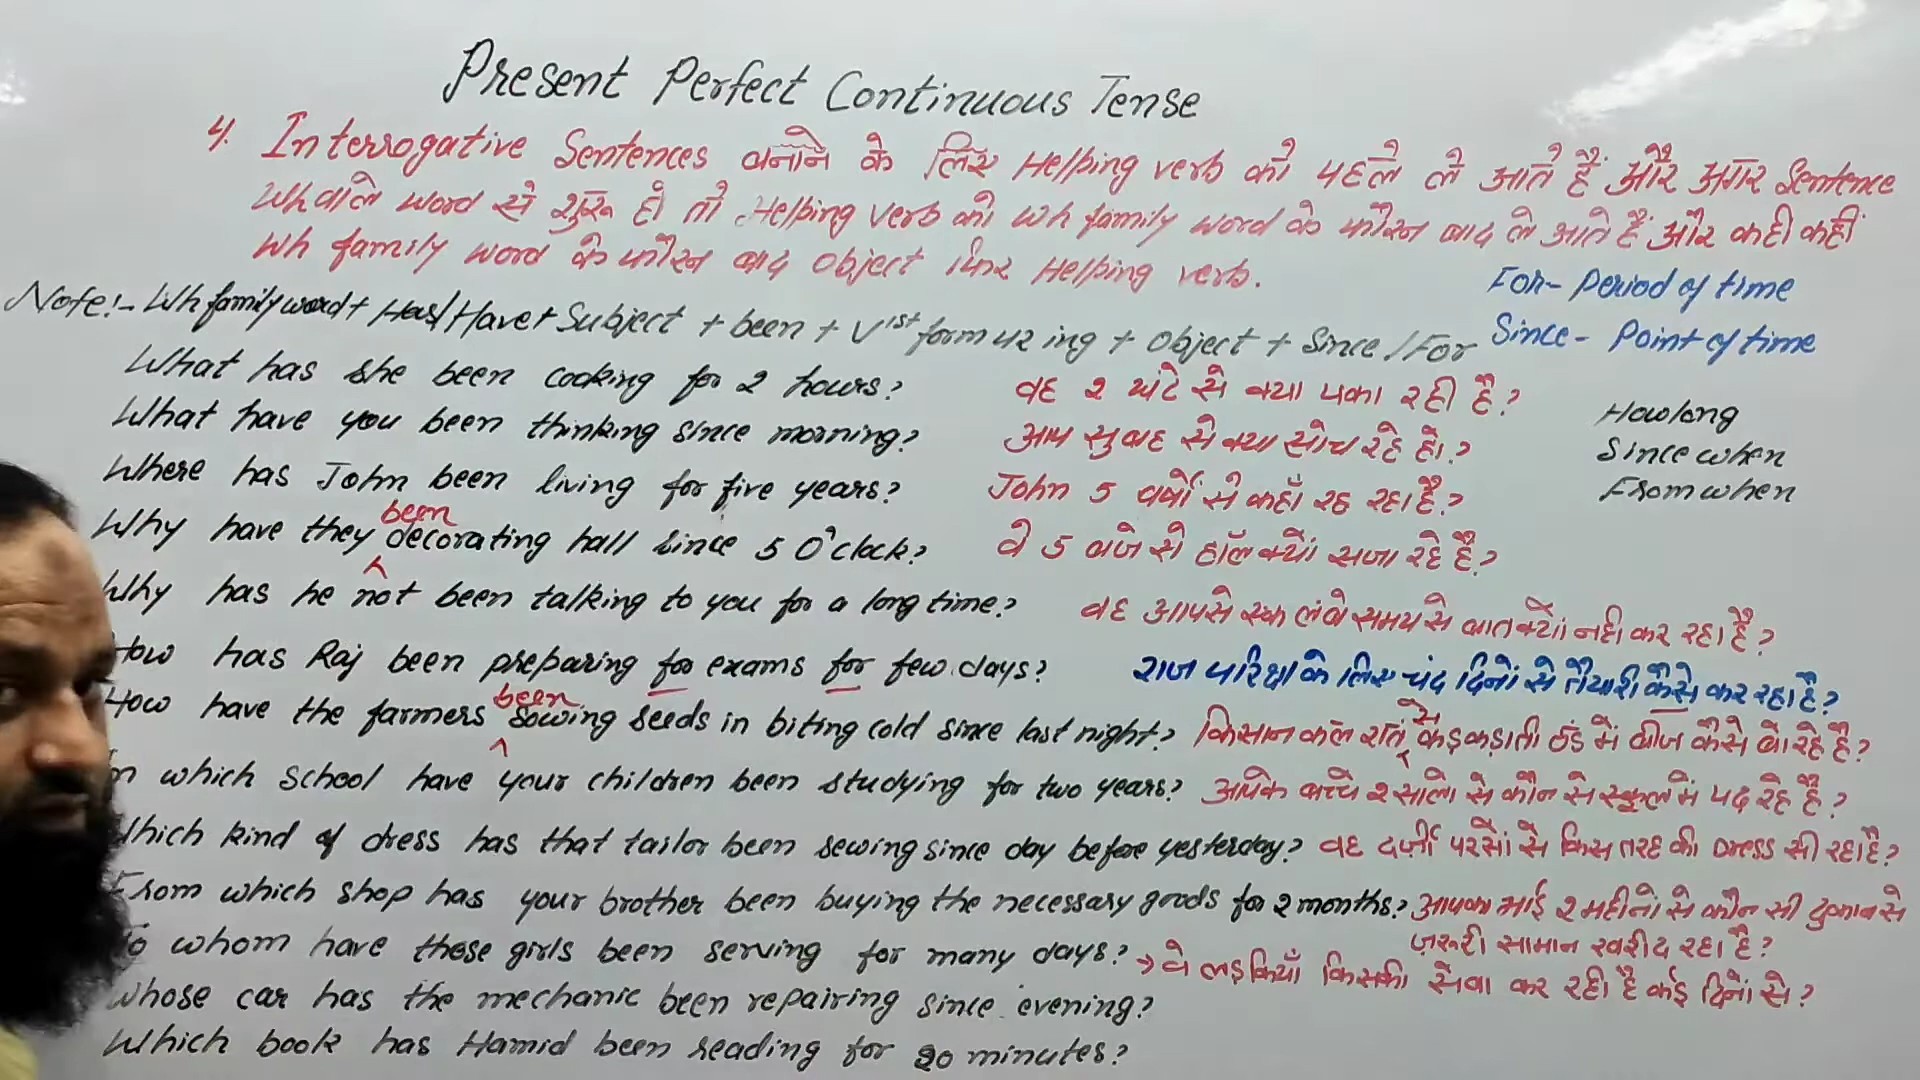 Present Perfect Continuous Tense
4. Interrogative Sentences बनाने के लिए Helping verb को पहले ले आते हैं और अगर Sentence
Wh वाले word से शुरू हो तो Helping verb को wh family word के फौरन बाद ले आते हैं और कहीं कहीं
Wh family word के फौरन बाद object फिर Helping verb.
For- Period of time
Note:- Wh family word + Has/Have + Subject + been + V1st form पर ing + Object + Since / For
Since- Point of time
What has she been cooking for 2 hours? वह 2 घंटे से क्या पका रही है?
Howlong
What have you been thinking since morning? आप सुबह से क्या सोच रहे हो?
Since when
Where has John been living for five years? John 5 वर्षों से कहाँ रह रहा है?
From when
been
Why have they ^ decorating hall since 5 O'clock? वे 5 बजे से हॉल क्यों सजा रहे हैं?
Why has he not been talking to you for a long time? वह आपसे एक लंबे समय से बात क्यों नहीं कर रहा है?
How has Raj been preparing for exams for few days? राज परिक्षा के लिए चंद दिनों से तैयारी कैसे कर रहा है?
been
How have the farmers ^ sowing seeds in biting cold since last night? किसान कल रात से कड़कड़ाती ठंड में बीज कैसे बो रहे हैं?
In which School have your children been studying for two years? आपके बच्चे 2 सालों से कौन से स्कूल में पढ़ रहे हैं?
Which kind of dress has that tailor been sewing since day before yesterday? वह दर्ज़ी परसों से किस तरह की Dress सी रहा है?
From which shop has your brother been buying the necessary goods for 2 months? आपका भाई 2 महीनों से कौन सी दुकान से
ज़रूरी सामान खरीद रहा है?
To whom have those girls been serving for many days? → वे लड़कियाँ किसकी सेवा कर रही है कई दिनों से?
Whose car has the mechanic been repairing since evening?
Which book has Hamid been reading for 20 minutes?